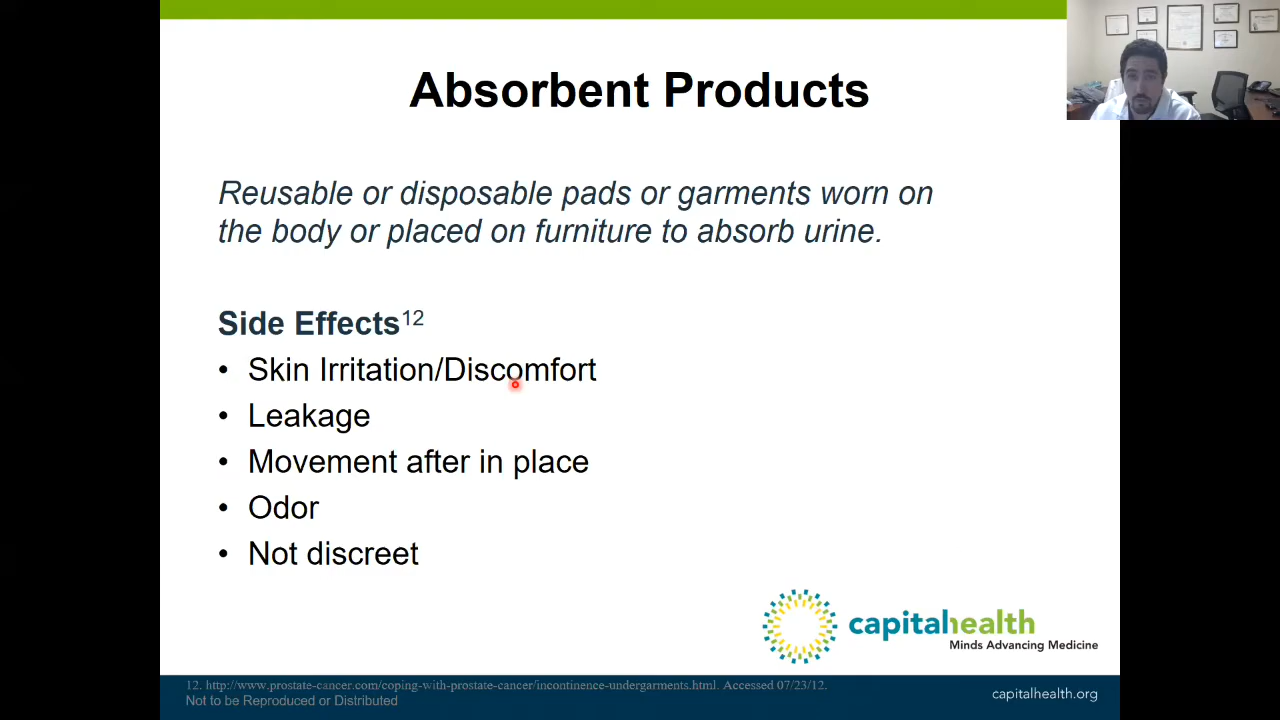 Absorbent Products
Reusable or disposable pads or garments worn on
the body or placed on furniture to absorb urine.
Side Effects12
• Skin Irritation/Discomfort
• Leakage
• Movement after in place
• Odor
• Not discreet
capitalhealth
Minds Advancing Medicine
12. http://www.prostate-cancer.com/coping-with-prostate-cancer/incontinence-undergarments.html. Accessed 07/23/12.
Not to be Reproduced or Distributed
capitalhealth.org